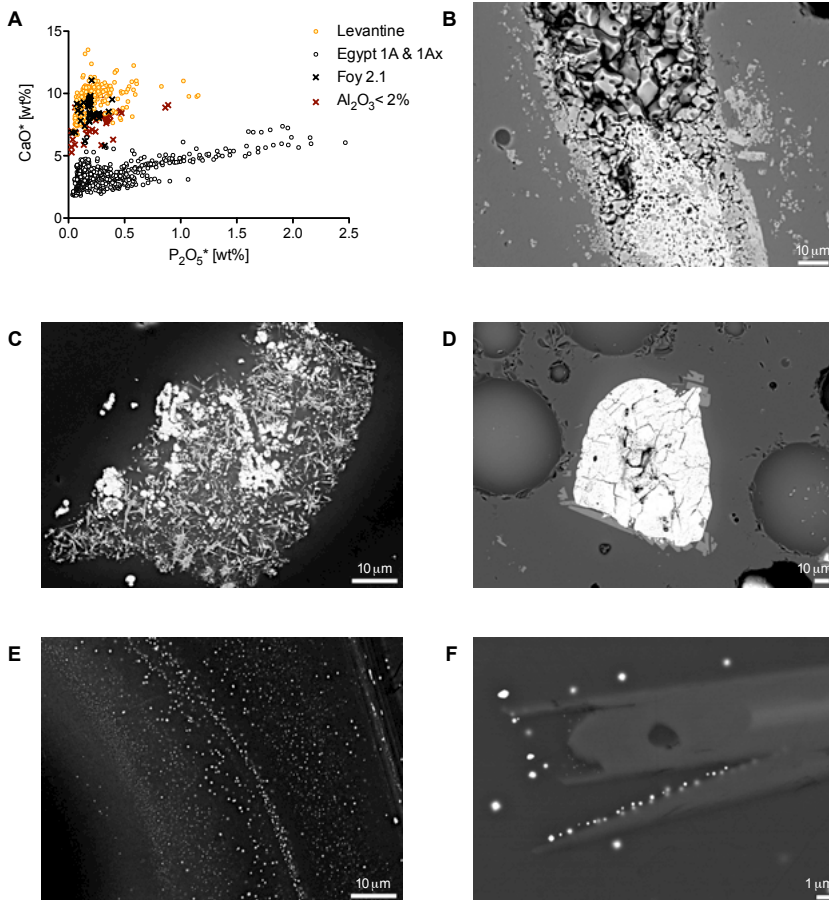 A
15
10
5
0
CaO* [wt%]
0.0 0.5 1.0 1.5 2.0 2.5
P₂O₅* [wt%]
Levantine
Egypt 1A & 1Ax
Foy 2.1
Al₂O₃< 2%
B
10 µm
C
10 µm
D
10 µm
E
10 µm
F
1 µm